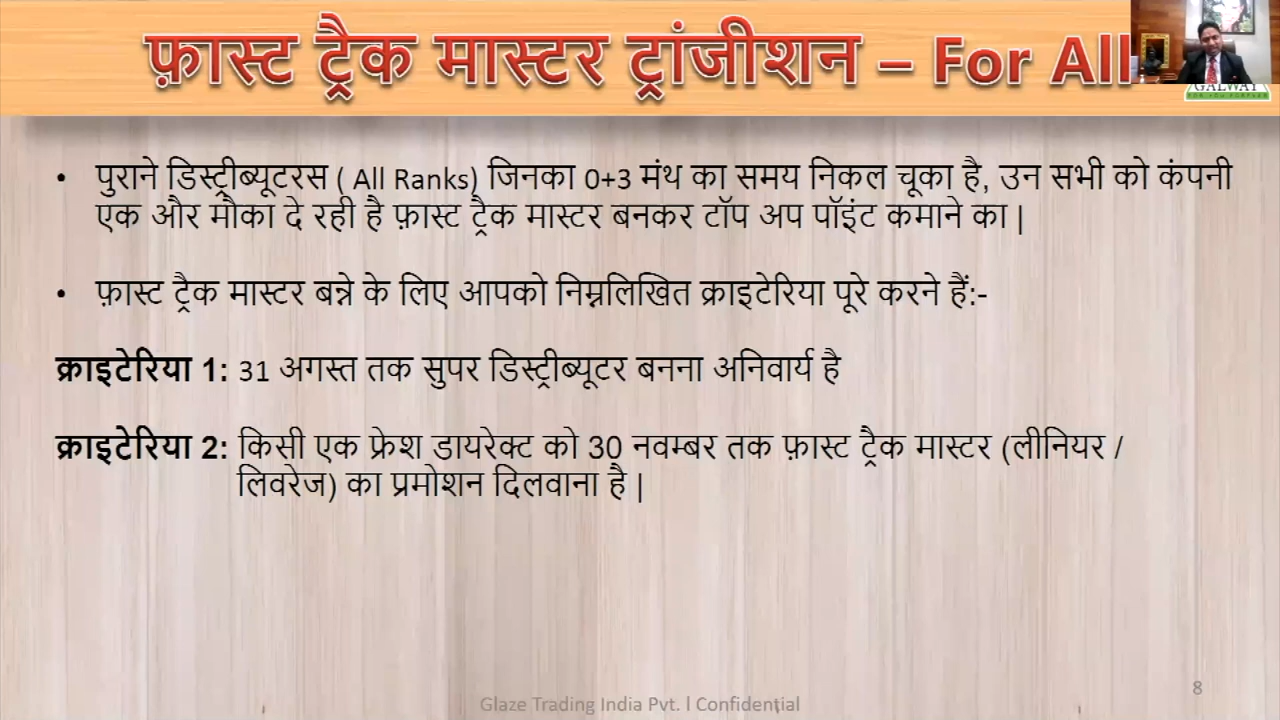 फ़ास्ट ट्रैक मास्टर ट्रांजीशन – For All
GALWAY
• पुराने डिस्ट्रीब्यूटरस ( All Ranks) जिनका 0+3 मंथ का समय निकल चूका है, उन सभी को कंपनी
एक और मौका दे रही है फ़ास्ट ट्रैक मास्टर बनकर टॉप अप पॉइंट कमाने का |
• फ़ास्ट ट्रैक मास्टर बन्ने के लिए आपको निम्नलिखित क्राइटेरिया पूरे करने हैं:-
क्राइटेरिया 1: 31 अगस्त तक सुपर डिस्ट्रीब्यूटर बनना अनिवार्य है
क्राइटेरिया 2: किसी एक फ्रेश डायरेक्ट को 30 नवम्बर तक फ़ास्ट ट्रैक मास्टर (लीनियर /
लिवरेज) का प्रमोशन दिलवाना है |
8
Glaze Trading India Pvt. l Confidential